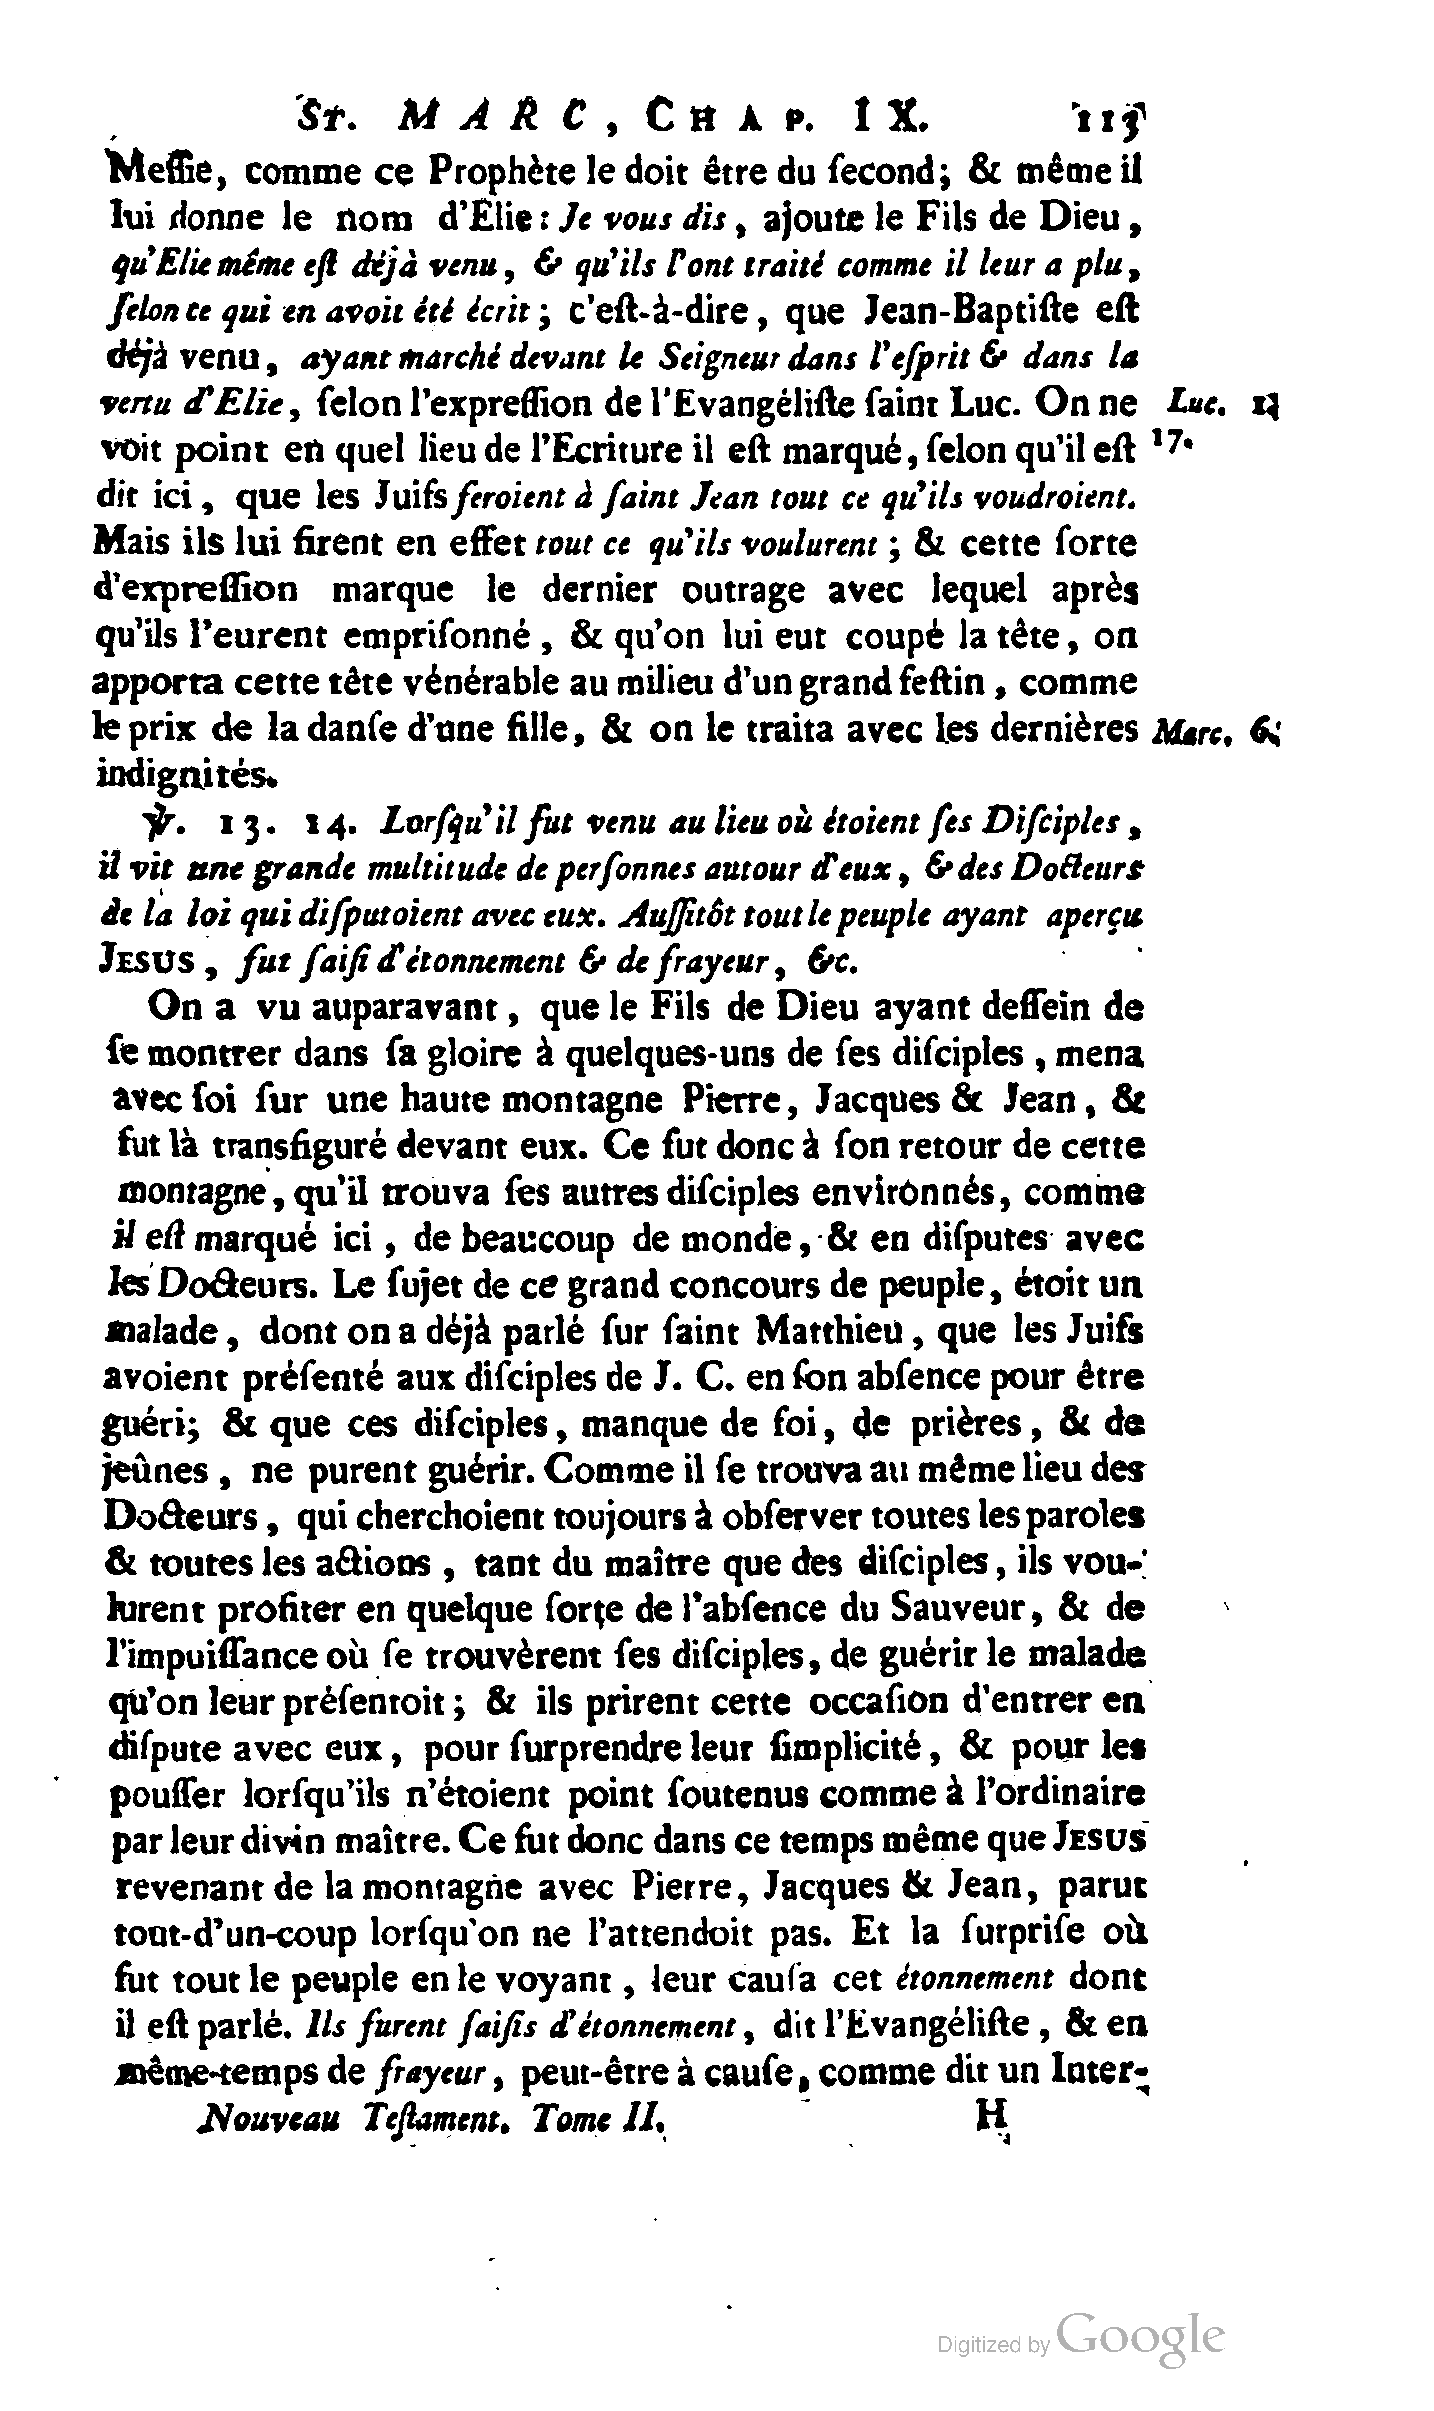 St. MARC, CHAP. IX. 113
Meſſie, comme ce Prophète le doit être du ſecond; & même il
lui donne le nom d'Élie: Je vous dis, ajoute le Fils de Dieu,
qu'Elie même eſt déjà venu, & qu'ils l'ont traité comme il leur a plu,
ſelon ce qui en avoit été écrit; c'eſt-à-dire, que Jean-Baptiſte eſt
déjà venu, ayant marché devant le Seigneur dans l'eſprit & dans la
vertu d'Elie, ſelon l'expreſſion de l'Evangéliſte ſaint Luc. On ne
Luc. 1.
voit point en quel lieu de l'Ecriture il eſt marqué, ſelon qu'il eſt
17.
dit ici, que les Juifs feroient à ſaint Jean tout ce qu'ils voudroient.
Mais ils lui firent en effet tout ce qu'ils voulurent; & cette ſorte
d'expreſſion marque le dernier outrage avec lequel après
qu'ils l'eurent empriſonné, & qu'on lui eut coupé la tête, on
apporta cette tête vénérable au milieu d'un grand feſtin, comme
le prix de la danſe d'une fille, & on le traita avec les dernières
Marc. 6.
indignités.
℣. 13. 14. Lorſqu'il fut venu au lieu où étoient ſes Diſciples,
il vit une grande multitude de perſonnes autour d'eux, & des Docteurs
de la loi qui diſputoient avec eux. Auſſitôt tout le peuple ayant aperçu
JESUS, fut ſaiſi d'étonnement & de frayeur, &c.
On a vu auparavant, que le Fils de Dieu ayant deſſein de
ſe montrer dans ſa gloire à quelques-uns de ſes diſciples, mena
avec ſoi ſur une haute montagne Pierre, Jacques & Jean, &
fut là transfiguré devant eux. Ce fut donc à ſon retour de cette
montagne, qu'il trouva ſes autres diſciples environnés, comme
il eſt marqué ici, de beaucoup de monde, & en diſputes avec
les Docteurs. Le ſujet de ce grand concours de peuple, étoit un
malade, dont on a déjà parlé ſur ſaint Matthieu, que les Juifs
avoient préſenté aux diſciples de J. C. en ſon abſence pour être
guéri; & que ces diſciples, manque de foi, de prières, & de
jeûnes, ne purent guérir. Comme il ſe trouva au même lieu des
Docteurs, qui cherchoient toujours à obſerver toutes les paroles
& toutes les actions, tant du maître que des diſciples, ils vou-
lurent profiter en quelque ſorte de l'abſence du Sauveur, & de
l'impuiſſance où ſe trouvèrent ſes diſciples, de guérir le malade
qu'on leur préſentoit; & ils prirent cette occaſion d'entrer en
diſpute avec eux, pour ſurprendre leur ſimplicité, & pour les
pouſſer lorſqu'ils n'étoient point ſoutenus comme à l'ordinaire
par leur divin maître. Ce fut donc dans ce temps même que JESUS
revenant de la montagne avec Pierre, Jacques & Jean, parut
tout-d'un-coup lorſqu'on ne l'attendoit pas. Et la ſurpriſe où
fut tout le peuple en le voyant, leur cauſa cet étonnement dont
il eſt parlé. Ils furent ſaiſis d'étonnement, dit l'Evangéliſte, & en
même-temps de frayeur, peut-être à cauſe, comme dit un Inter-
Nouveau Teſtament. Tome II. H
Digitized by Google